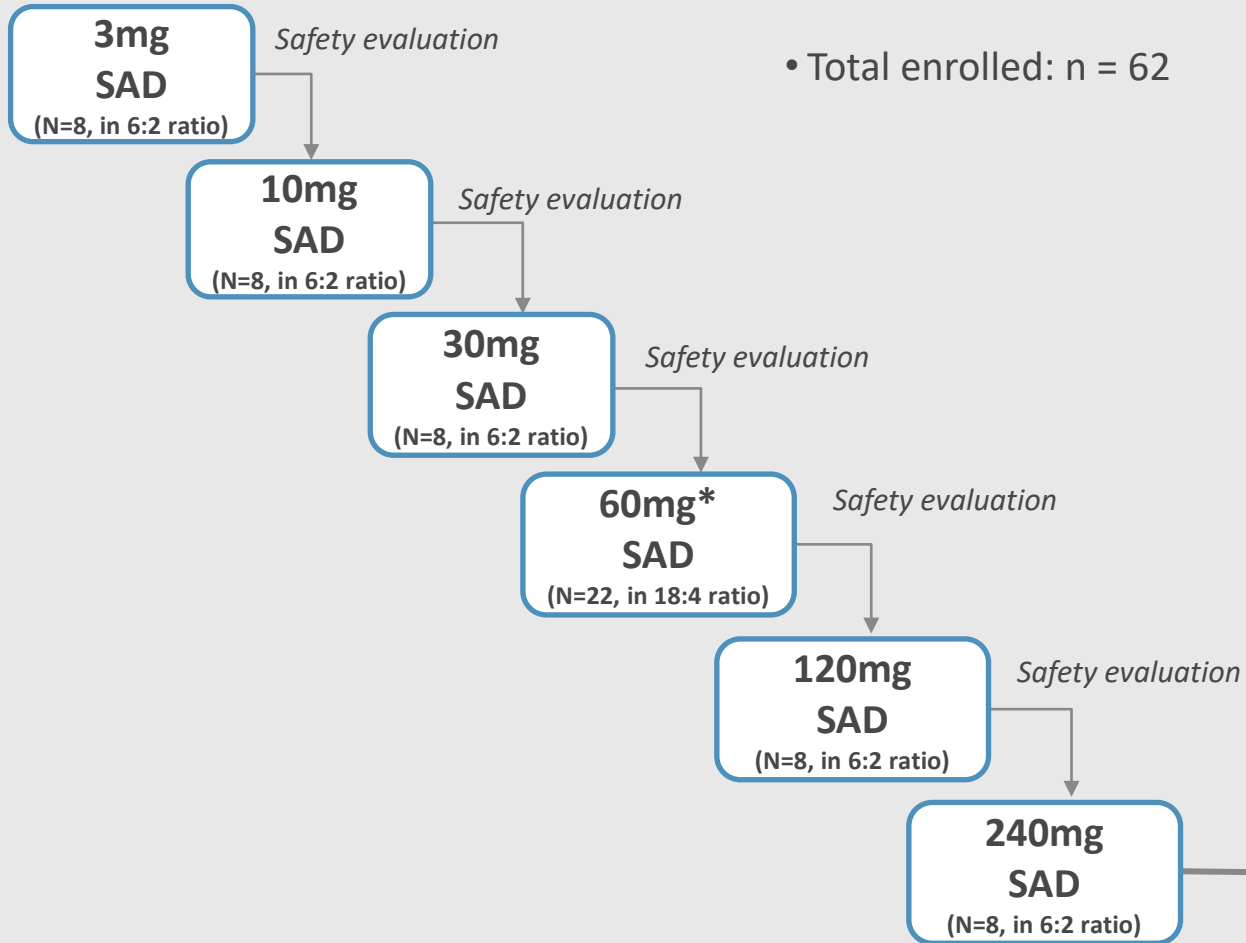 3mg
SAD
(N=8, in 6:2 ratio)
Safety evaluation
• Total enrolled: n = 62
10mg
SAD
(N=8, in 6:2 ratio)
Safety evaluation
30mg
SAD
(N=8, in 6:2 ratio)
Safety evaluation
60mg*
SAD
(N=22, in 18:4 ratio)
Safety evaluation
120mg
SAD
(N=8, in 6:2 ratio)
Safety evaluation
240mg
SAD
(N=8, in 6:2 ratio)